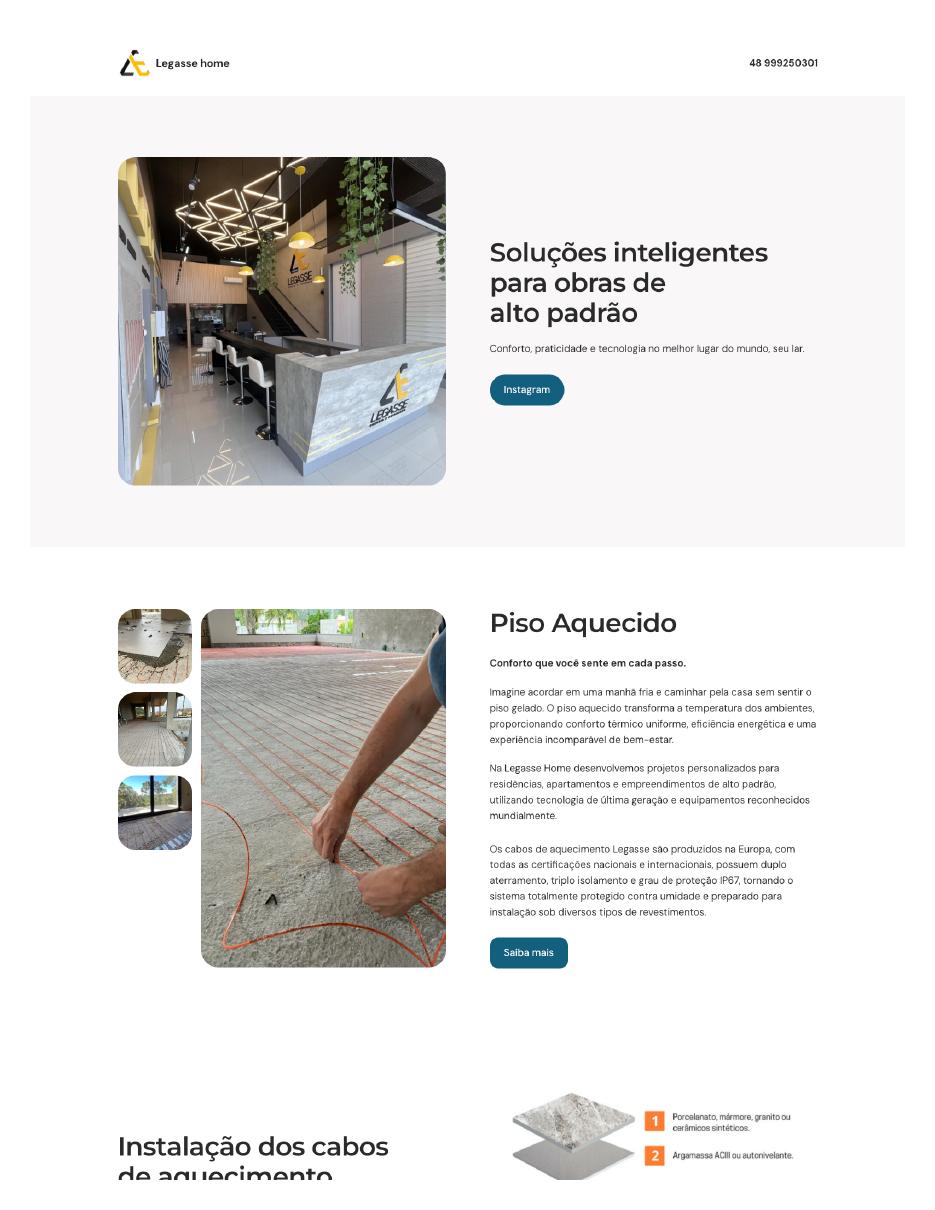 Legasse home
48 999250301
LEGASSE
LEGASSE
Soluções inteligentes
para obras de
alto padrão
Conforto, praticidade e tecnologia no melhor lugar do mundo, seu lar.
Instagram
Piso Aquecido
Conforto que você sente em cada passo.
Imagine acordar em uma manhã fria e caminhar pela casa sem sentir o
piso gelado. O piso aquecido transforma a temperatura dos ambientes,
proporcionando conforto térmico uniforme, eficiência energética e uma
experiência incomparável de bem-estar.
Na Legasse Home desenvolvemos projetos personalizados para
residências, apartamentos e empreendimentos de alto padrão,
utilizando tecnologia de última geração e equipamentos reconhecidos
mundialmente.
Os cabos de aquecimento Legasse são produzidos na Europa, com
todas as certificações nacionais e internacionais, possuem duplo
aterramento, triplo isolamento e grau de proteção IP67, tornando o
sistema totalmente protegido contra umidade e preparado para
instalação sob diversos tipos de revestimentos.
Saiba mais
Instalação dos cabos
de aquecimento
1 Porcelanato, mármore, granito ou
cerâmicos sintéticos.
2 Argamassa ACIII ou autonivelante.